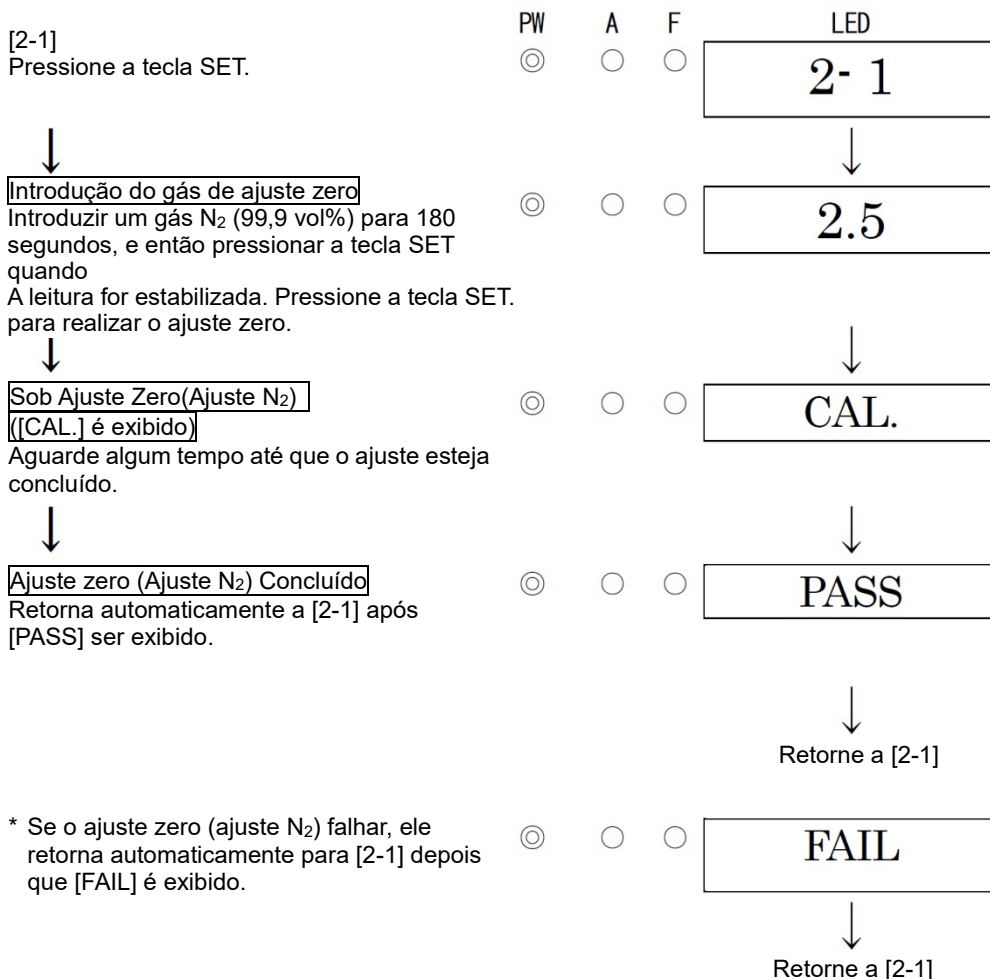 PW A F LED
[2-1]
Pressione a tecla SET.
2- 1
Introdução do gás de ajuste zero
Introduzir um gás N₂ (99,9 vol%) para 180
segundos, e então pressionar a tecla SET
quando
A leitura for estabilizada. Pressione a tecla SET.
para realizar o ajuste zero.
2.5
Sob Ajuste Zero(Ajuste N₂)
([CAL.] é exibido)
Aguarde algum tempo até que o ajuste esteja
concluído.
CAL.
Ajuste zero (Ajuste N₂) Concluído
Retorna automaticamente a [2-1] após
[PASS] ser exibido.
PASS
Retorne a [2-1]
* Se o ajuste zero (ajuste N₂) falhar, ele
retorna automaticamente para [2-1] depois
que [FAIL] é exibido.
FAIL
Retorne a [2-1]